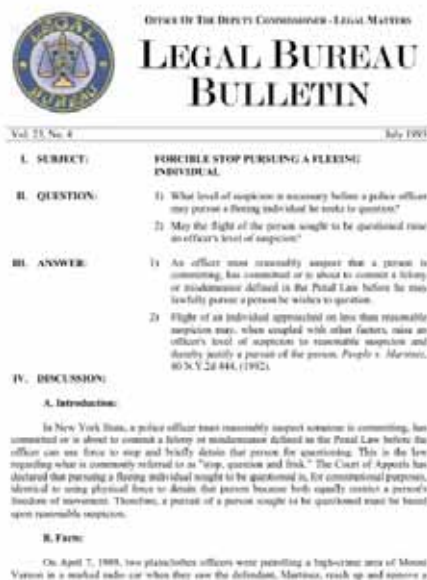 LEGAL
BUREAU
OFFICE OF THE DEPUTY COMMISSIONER - LEGAL MATTERS
LEGAL BUREAU
BULLETIN
Vol. 23, No. 4 July 1993
I. SUBJECT: FORCIBLE STOP PURSUING A FLEEING
INDIVIDUAL
II. QUESTION: 1) What level of suspicion is necessary before a police officer
may pursue a fleeing individual he seeks to question?
2) May the flight of the person sought to be questioned raise
an officer's level of suspicion?
III. ANSWER: 1) An officer must reasonably suspect that a person is
committing, has committed or is about to commit a felony
or misdemeanor defined in the Penal Law before he may
lawfully pursue a person he wishes to question.
2) Flight of an individual approached on less than reasonable
suspicion may, when coupled with other factors, raise an
officer's level of suspicion to reasonable suspicion and
thereby justify a pursuit of the person. People v. Martinez,
80 N.Y.2d 444, (1992).
IV. DISCUSSION:
A. Introduction:
In New York State, a police officer must reasonably suspect someone is committing, has
committed or is about to commit a felony or misdemeanor defined in the Penal Law before the
officer can use force to stop and briefly detain that person for questioning. This is the law
regarding what is commonly referred to as "stop, question and frisk." The Court of Appeals has
declared that pursuing a fleeing individual sought to be questioned is, for constitutional purposes,
identical to using physical force to detain that person because both equally restrict a person's
freedom of movement. Therefore, a pursuit of a person sought to be questioned must be based
upon reasonable suspicion.
B. Facts:
On April 7, 1989, two plainclothes officers were patrolling a high-crime area of Mount
Vernon in a marked radio car when they saw the defendant, Martinez, reach up and remove a